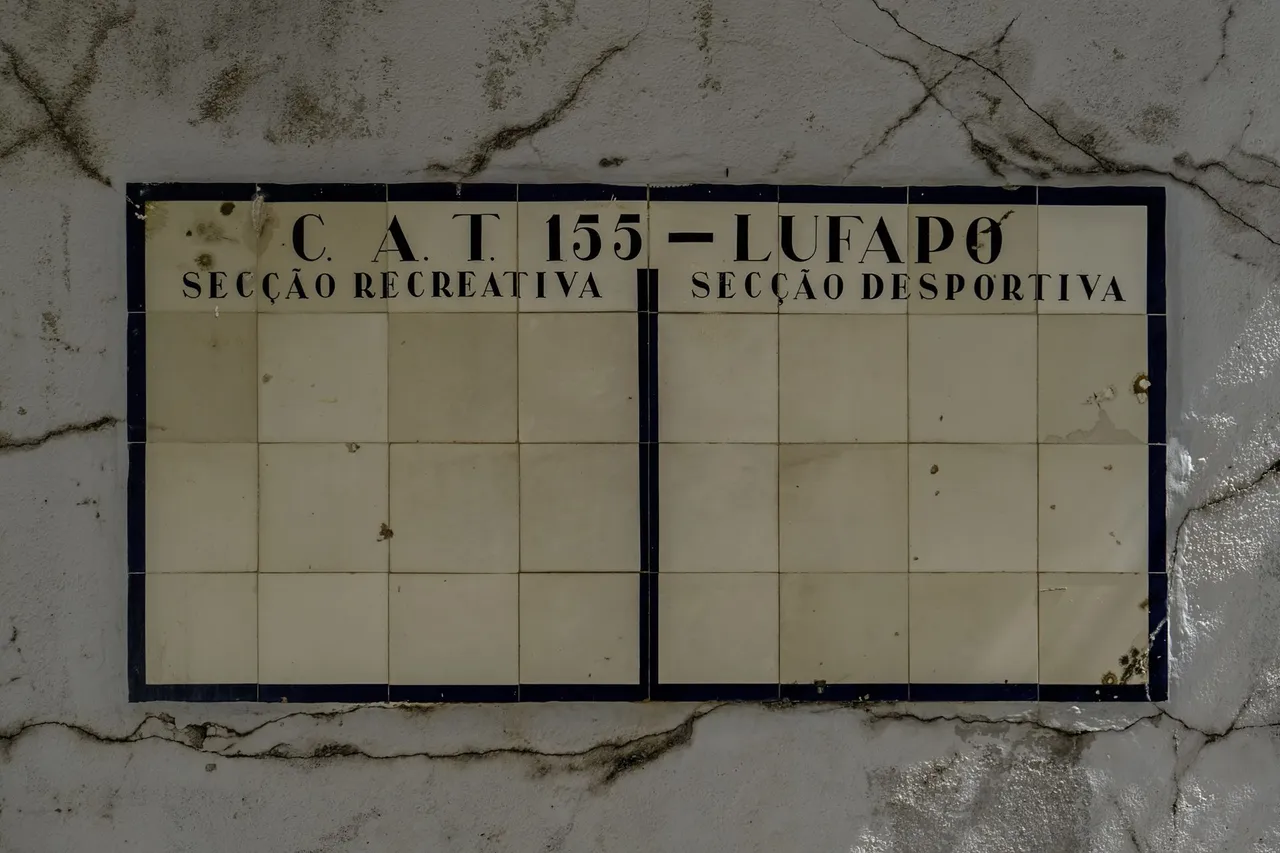 C. A. T. 155 — LUFAPO
SECÇÃO RECREATIVA SECÇÃO DESPORTIVA